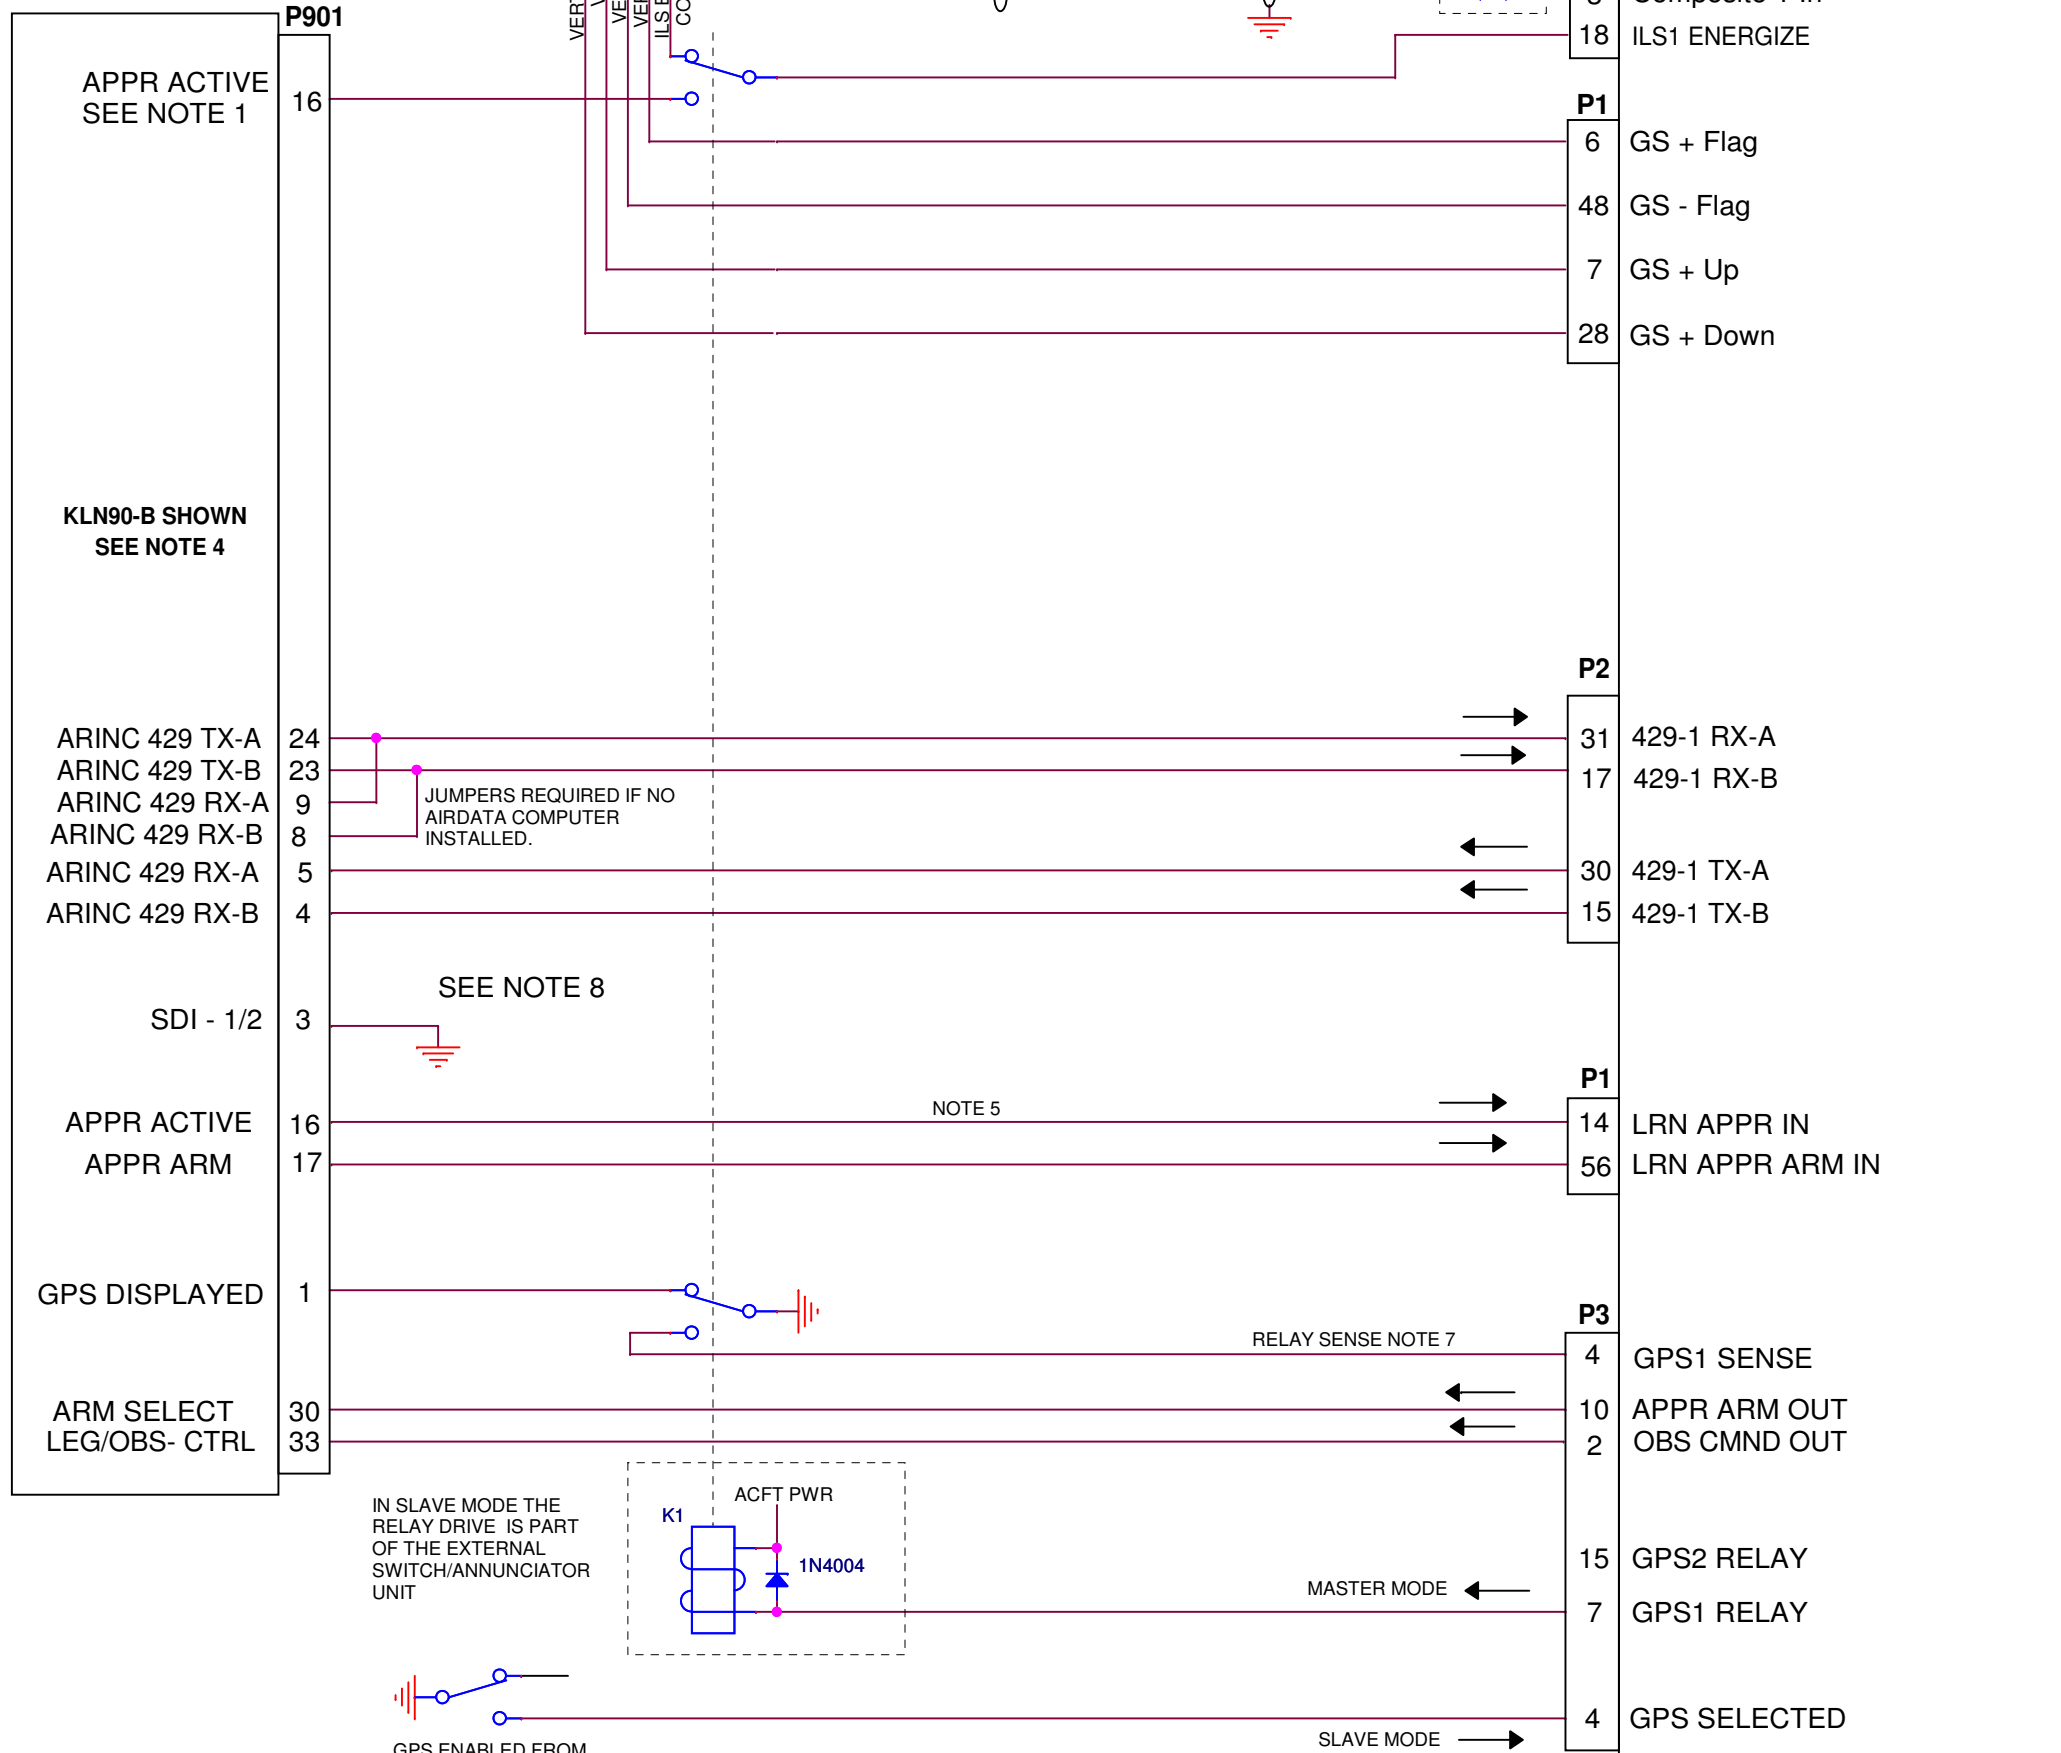 P901
APPR ACTIVE
SEE NOTE 1
16
18
ILS1 ENERGIZE
P1
6
GS + Flag
48
GS - Flag
7
GS + Up
28
GS + Down
KLN90-B SHOWN
SEE NOTE 4
P2
ARINC 429 TX-A
24
31
429-1 RX-A
ARINC 429 TX-B
23
17
429-1 RX-B
ARINC 429 RX-A
9
ARINC 429 RX-B
8
JUMPERS REQUIRED IF NO
AIRDATA COMPUTER
INSTALLED.
ARINC 429 RX-A
5
30
429-1 TX-A
ARINC 429 RX-B
4
15
429-1 TX-B
SEE NOTE 8
SDI - 1/2
3
P1
APPR ACTIVE
16
NOTE 5
14
LRN APPR IN
APPR ARM
17
56
LRN APPR ARM IN
GPS DISPLAYED
1
P3
RELAY SENSE NOTE 7
4
GPS1 SENSE
ARM SELECT
30
10
APPR ARM OUT
LEG/OBS- CTRL
33
2
OBS CMND OUT
IN SLAVE MODE THE
RELAY DRIVE IS PART
OF THE EXTERNAL
SWITCH/ANNUNCIATOR
UNIT
ACFT PWR
K1
1N4004
15
GPS2 RELAY
MASTER MODE
7
GPS1 RELAY
4
GPS SELECTED
SLAVE MODE
GPS ENABLED FROM